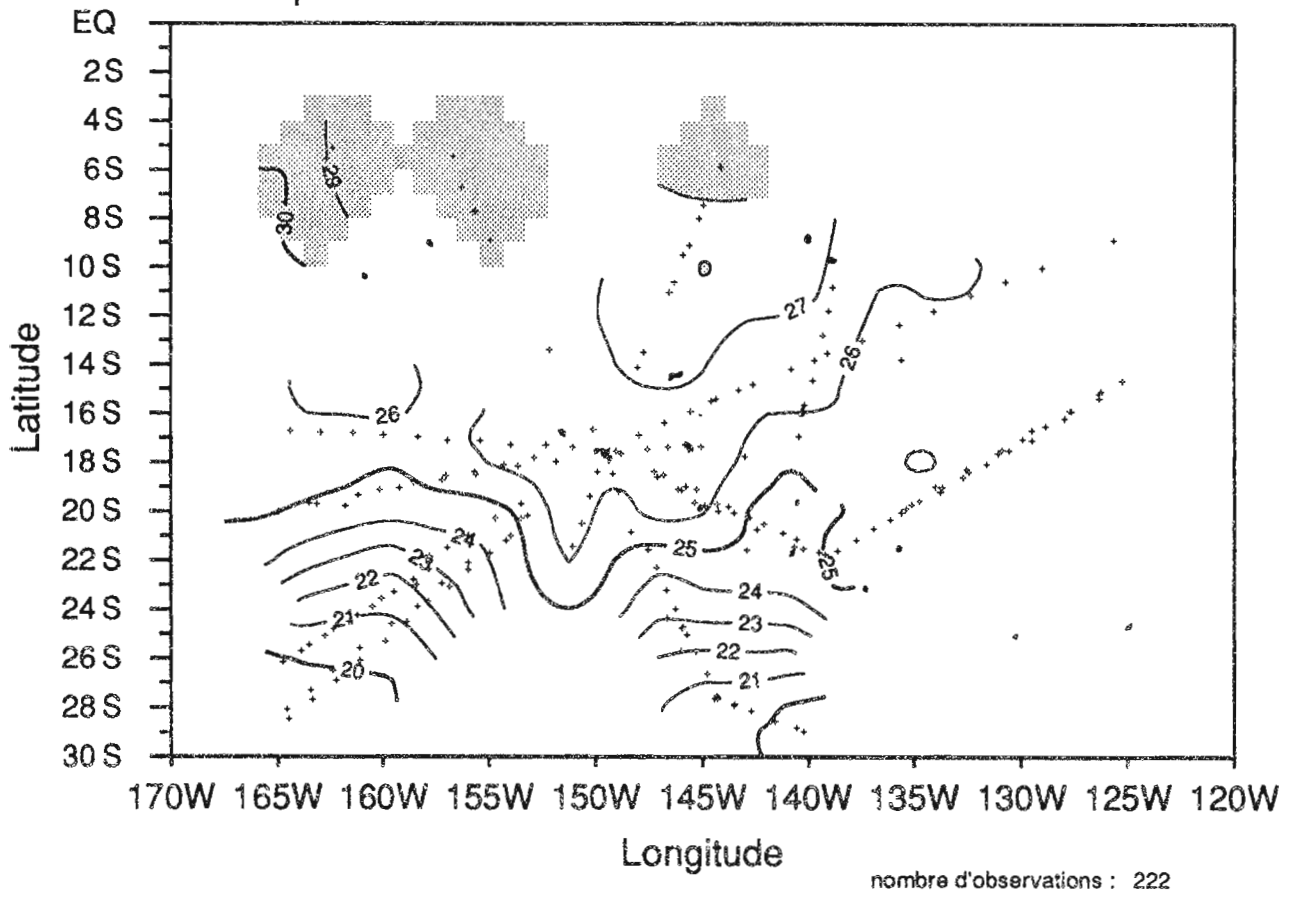 EQ
2S
4S
6S
8S
10S
12S
14S
16S
18S
20S
22S
24S
26S
28S
30S
Latitude
29
30
27
26
26
24
23
22
21
20
25
25
24
23
22
21
170W 165W 160W 155W 150W 145W 140W 135W 130W 125W 120W
Longitude
nombre d'observations : 222